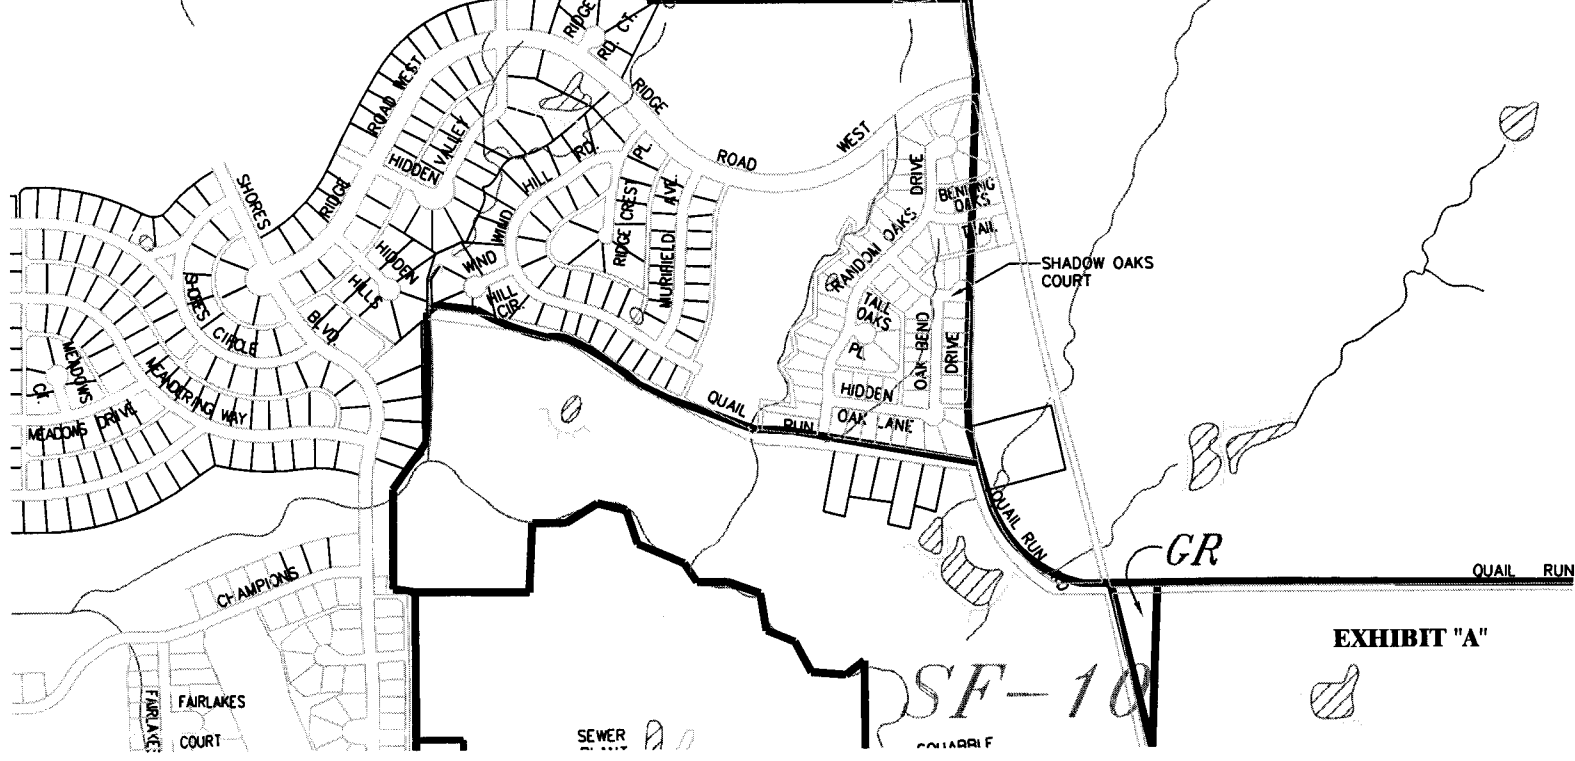 RIDGE
RD. CT.
ROAD WEST
RIDGE
RIDGE
ROAD
WEST
HIDDEN
VALLEY
HILL
RD.
WIND
WIND
HILL
CIR.
PL.
RIDGE CREST
MUIRIFIELD AVE.
SHORES
SHORES
CIRCLE
HIDDEN
HILLS
BLVD.
MEADOWS
CT.
MEADOWS DRIVE
MEANDERING WAY
DRIVE
BENDING
OAKS
TRAIL
RANDOM OAKS
SHADOW OAKS
COURT
TALL
OAKS
PL.
OAK BEND
DRIVE
HIDDEN
OAK LANE
QUAIL
RUN
QUAIL RUN
GR
QUAIL RUN
EXHIBIT "A"
CHAMPIONS
FAIRLAKES
FAIRLAKES
COURT
SEWER
PLANT
SF-10
SQUABBLE